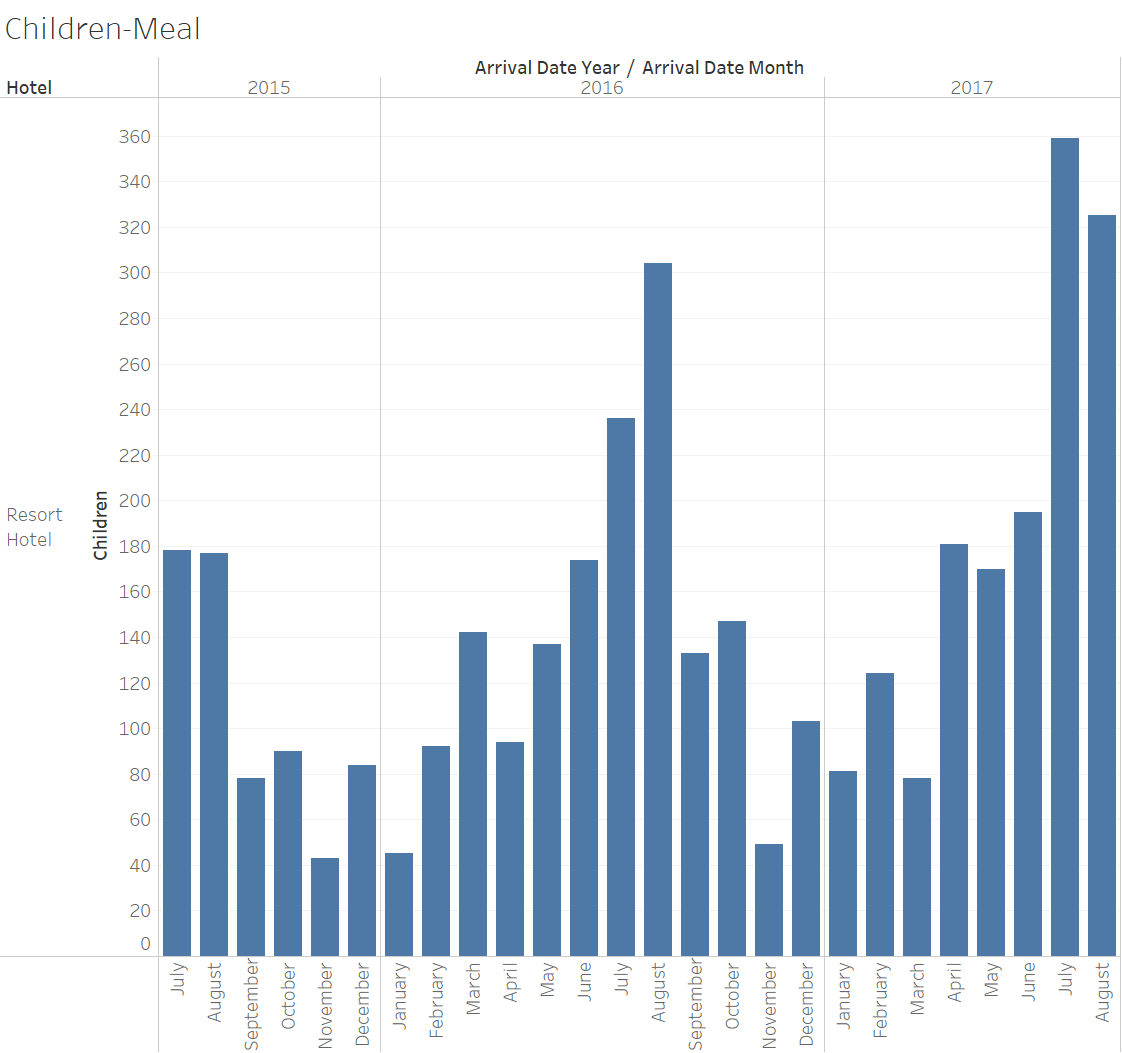 Children-Meal
Arrival Date Year / Arrival Date Month
Hotel 2015 2016 2017
360
340
320
300
280
260
240
220
200
180
160
140
120
100
80
60
40
20
0
Resort
Hotel
Children
July August September October November December January February March April May June July August September October November December January February March April May June July August